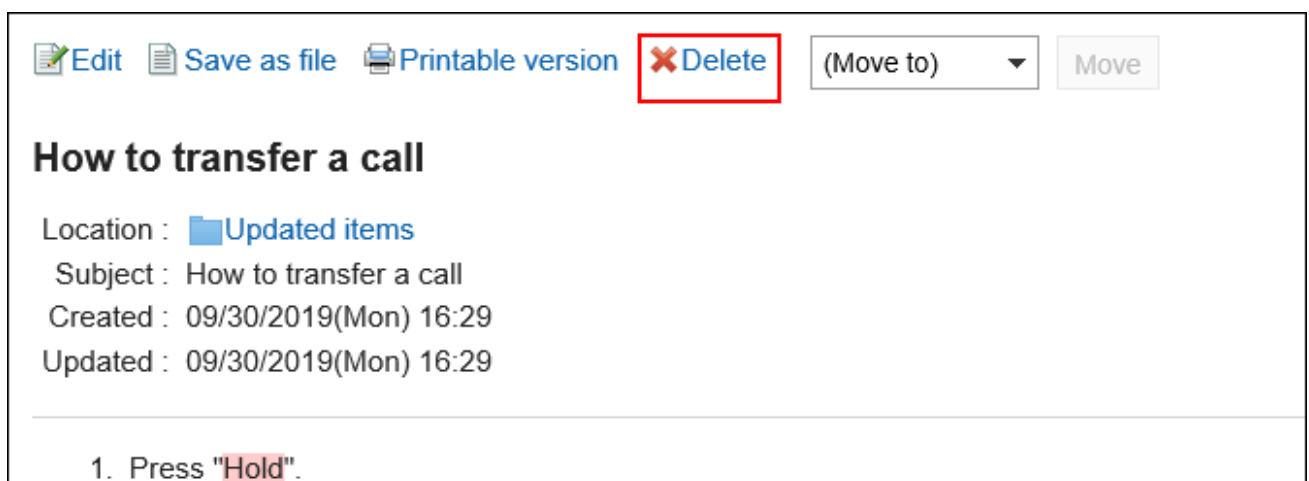 Edit Save as file Printable version Delete (Move to) Move
How to transfer a call
Location : Updated items
Subject : How to transfer a call
Created : 09/30/2019(Mon) 16:29
Updated : 09/30/2019(Mon) 16:29
1. Press "Hold".